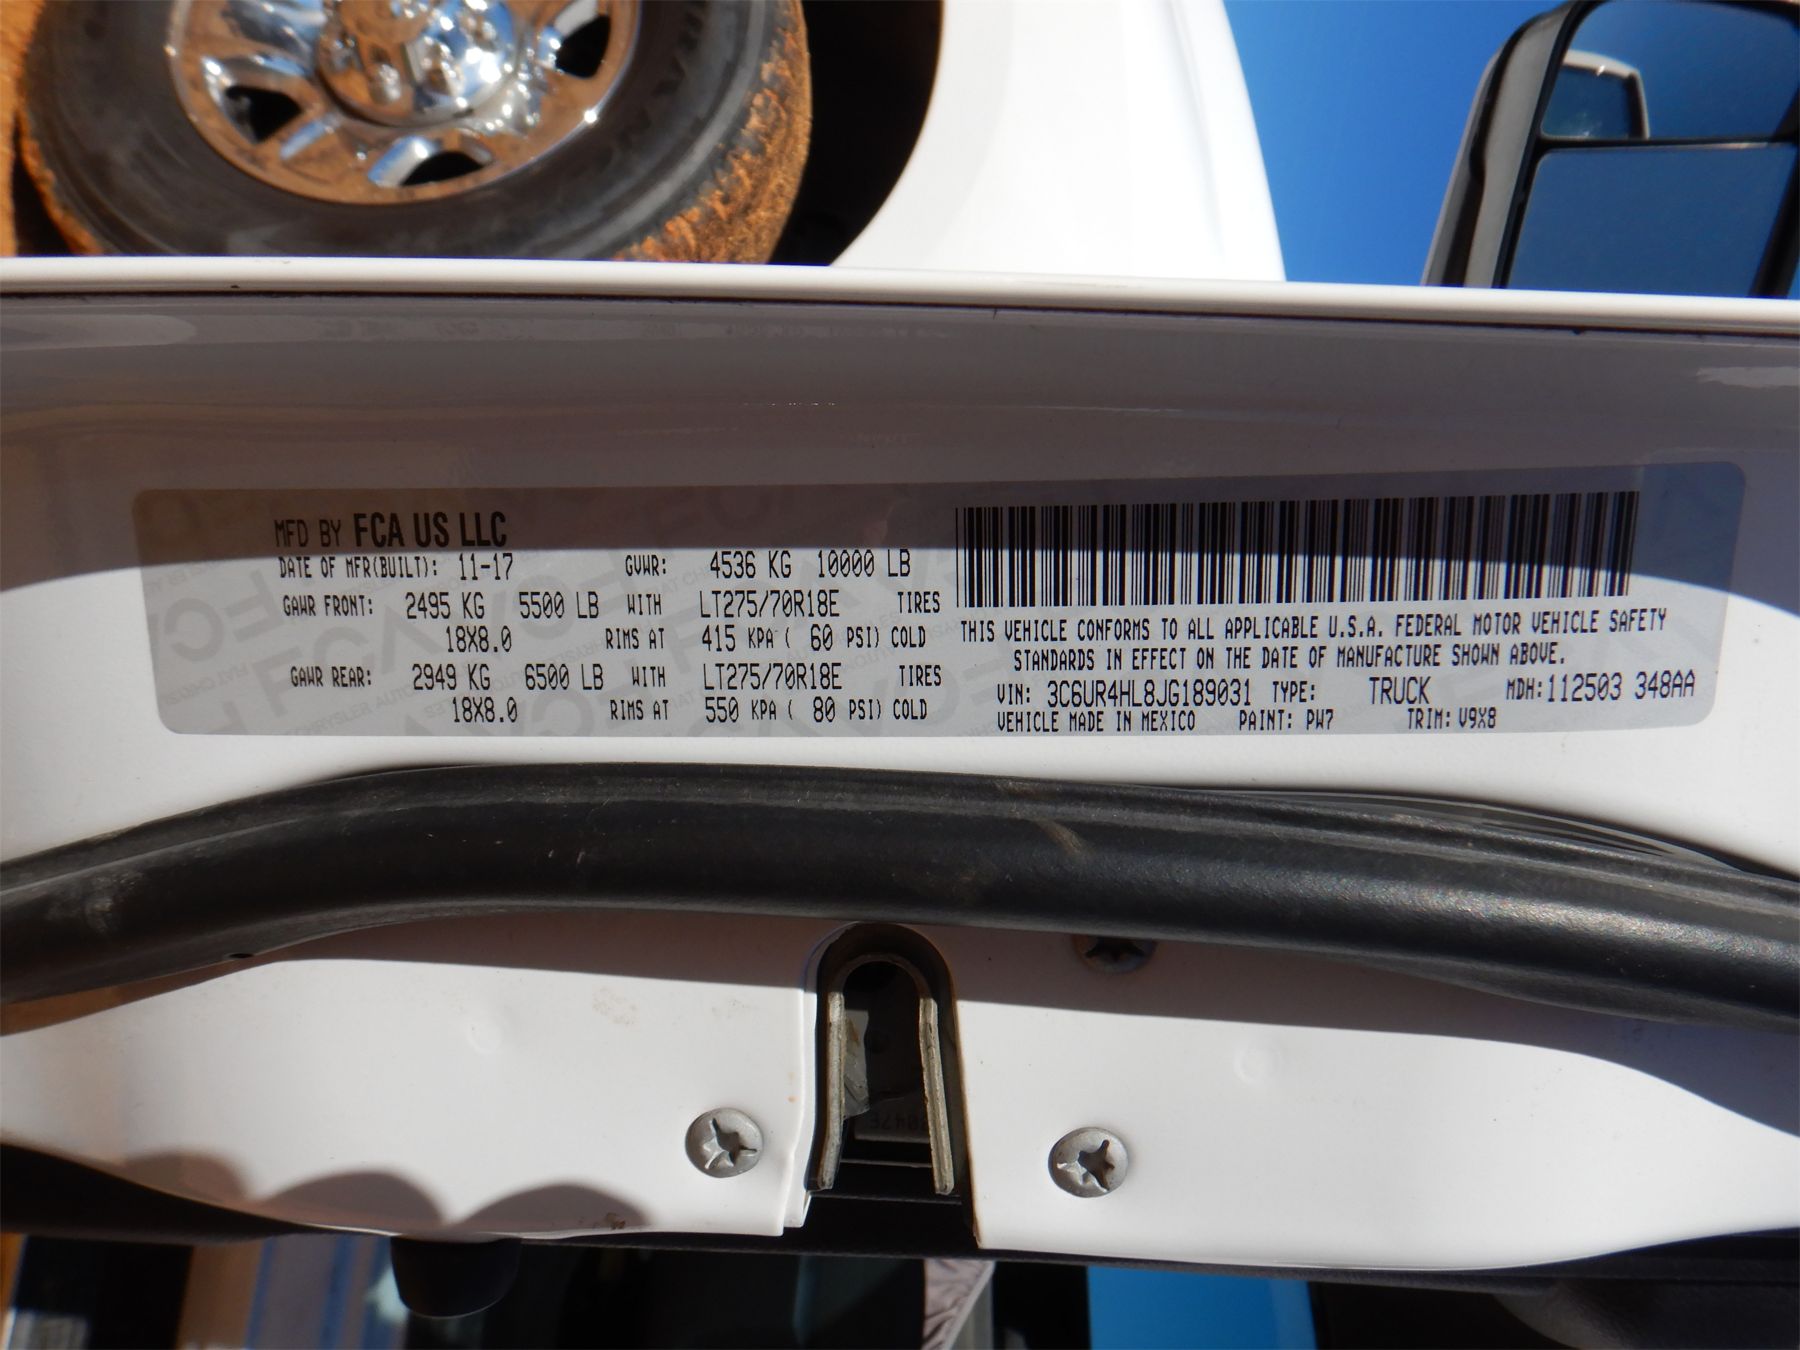 MFD BY FCA US LLC
DATE OF MFR(BUILT): 11-17 GVWR: 4536 KG 10000 LB
GAWR FRONT: 2495 KG 5500 LB WITH LT275/70R18E TIRES
18X8.0 RIMS AT 415 KPA ( 60 PSI) COLD
GAWR REAR: 2949 KG 6500 LB WITH LT275/70R18E TIRES
18X8.0 RIMS AT 550 KPA ( 80 PSI) COLD
THIS VEHICLE CONFORMS TO ALL APPLICABLE U.S.A. FEDERAL MOTOR VEHICLE SAFETY
STANDARDS IN EFFECT ON THE DATE OF MANUFACTURE SHOWN ABOVE.
VIN: 3C6UR4HL8JG189031 TYPE: TRUCK MDH:112503 348AA
VEHICLE MADE IN MEXICO PAINT: PW7 TRIM: V9X8